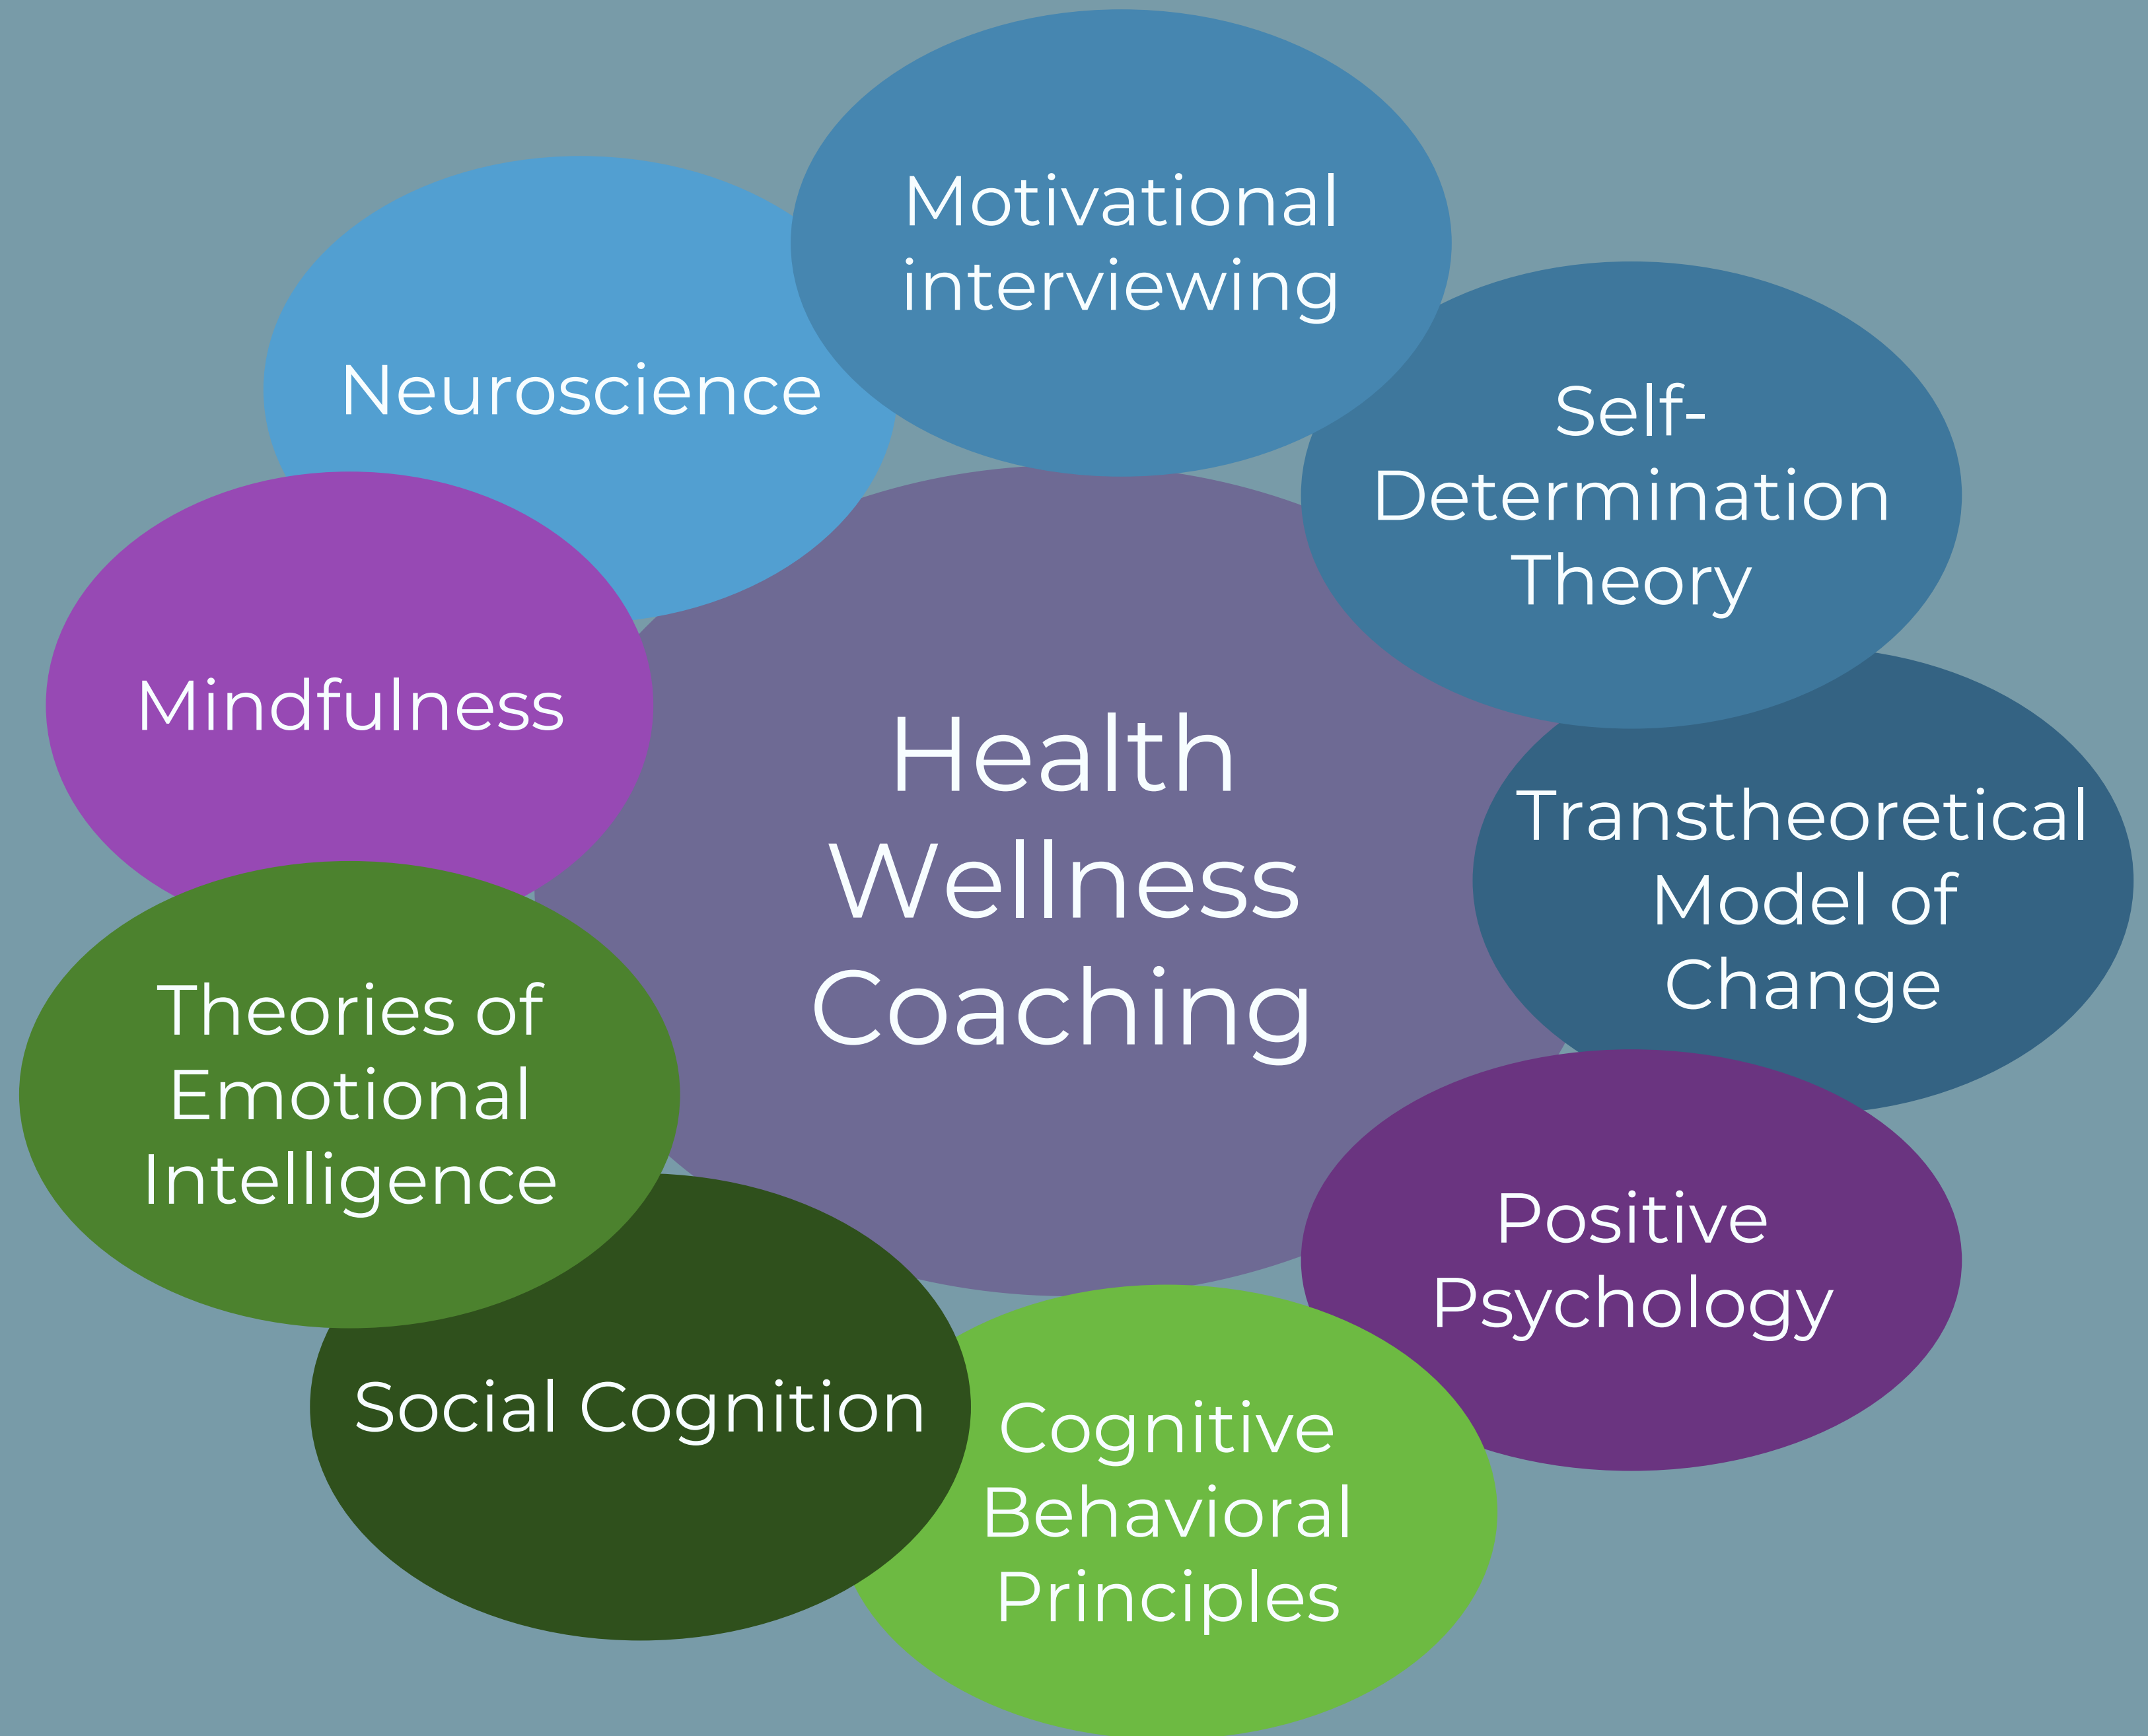 Motivational
interviewing
Neuroscience
Self-
Determination
Theory
Mindfulness
Health
Wellness
Coaching
Transtheoretical
Model of
Change
Theories of
Emotional
Intelligence
Positive
Psychology
Social Cognition
Cognitive
Behavioral
Principles